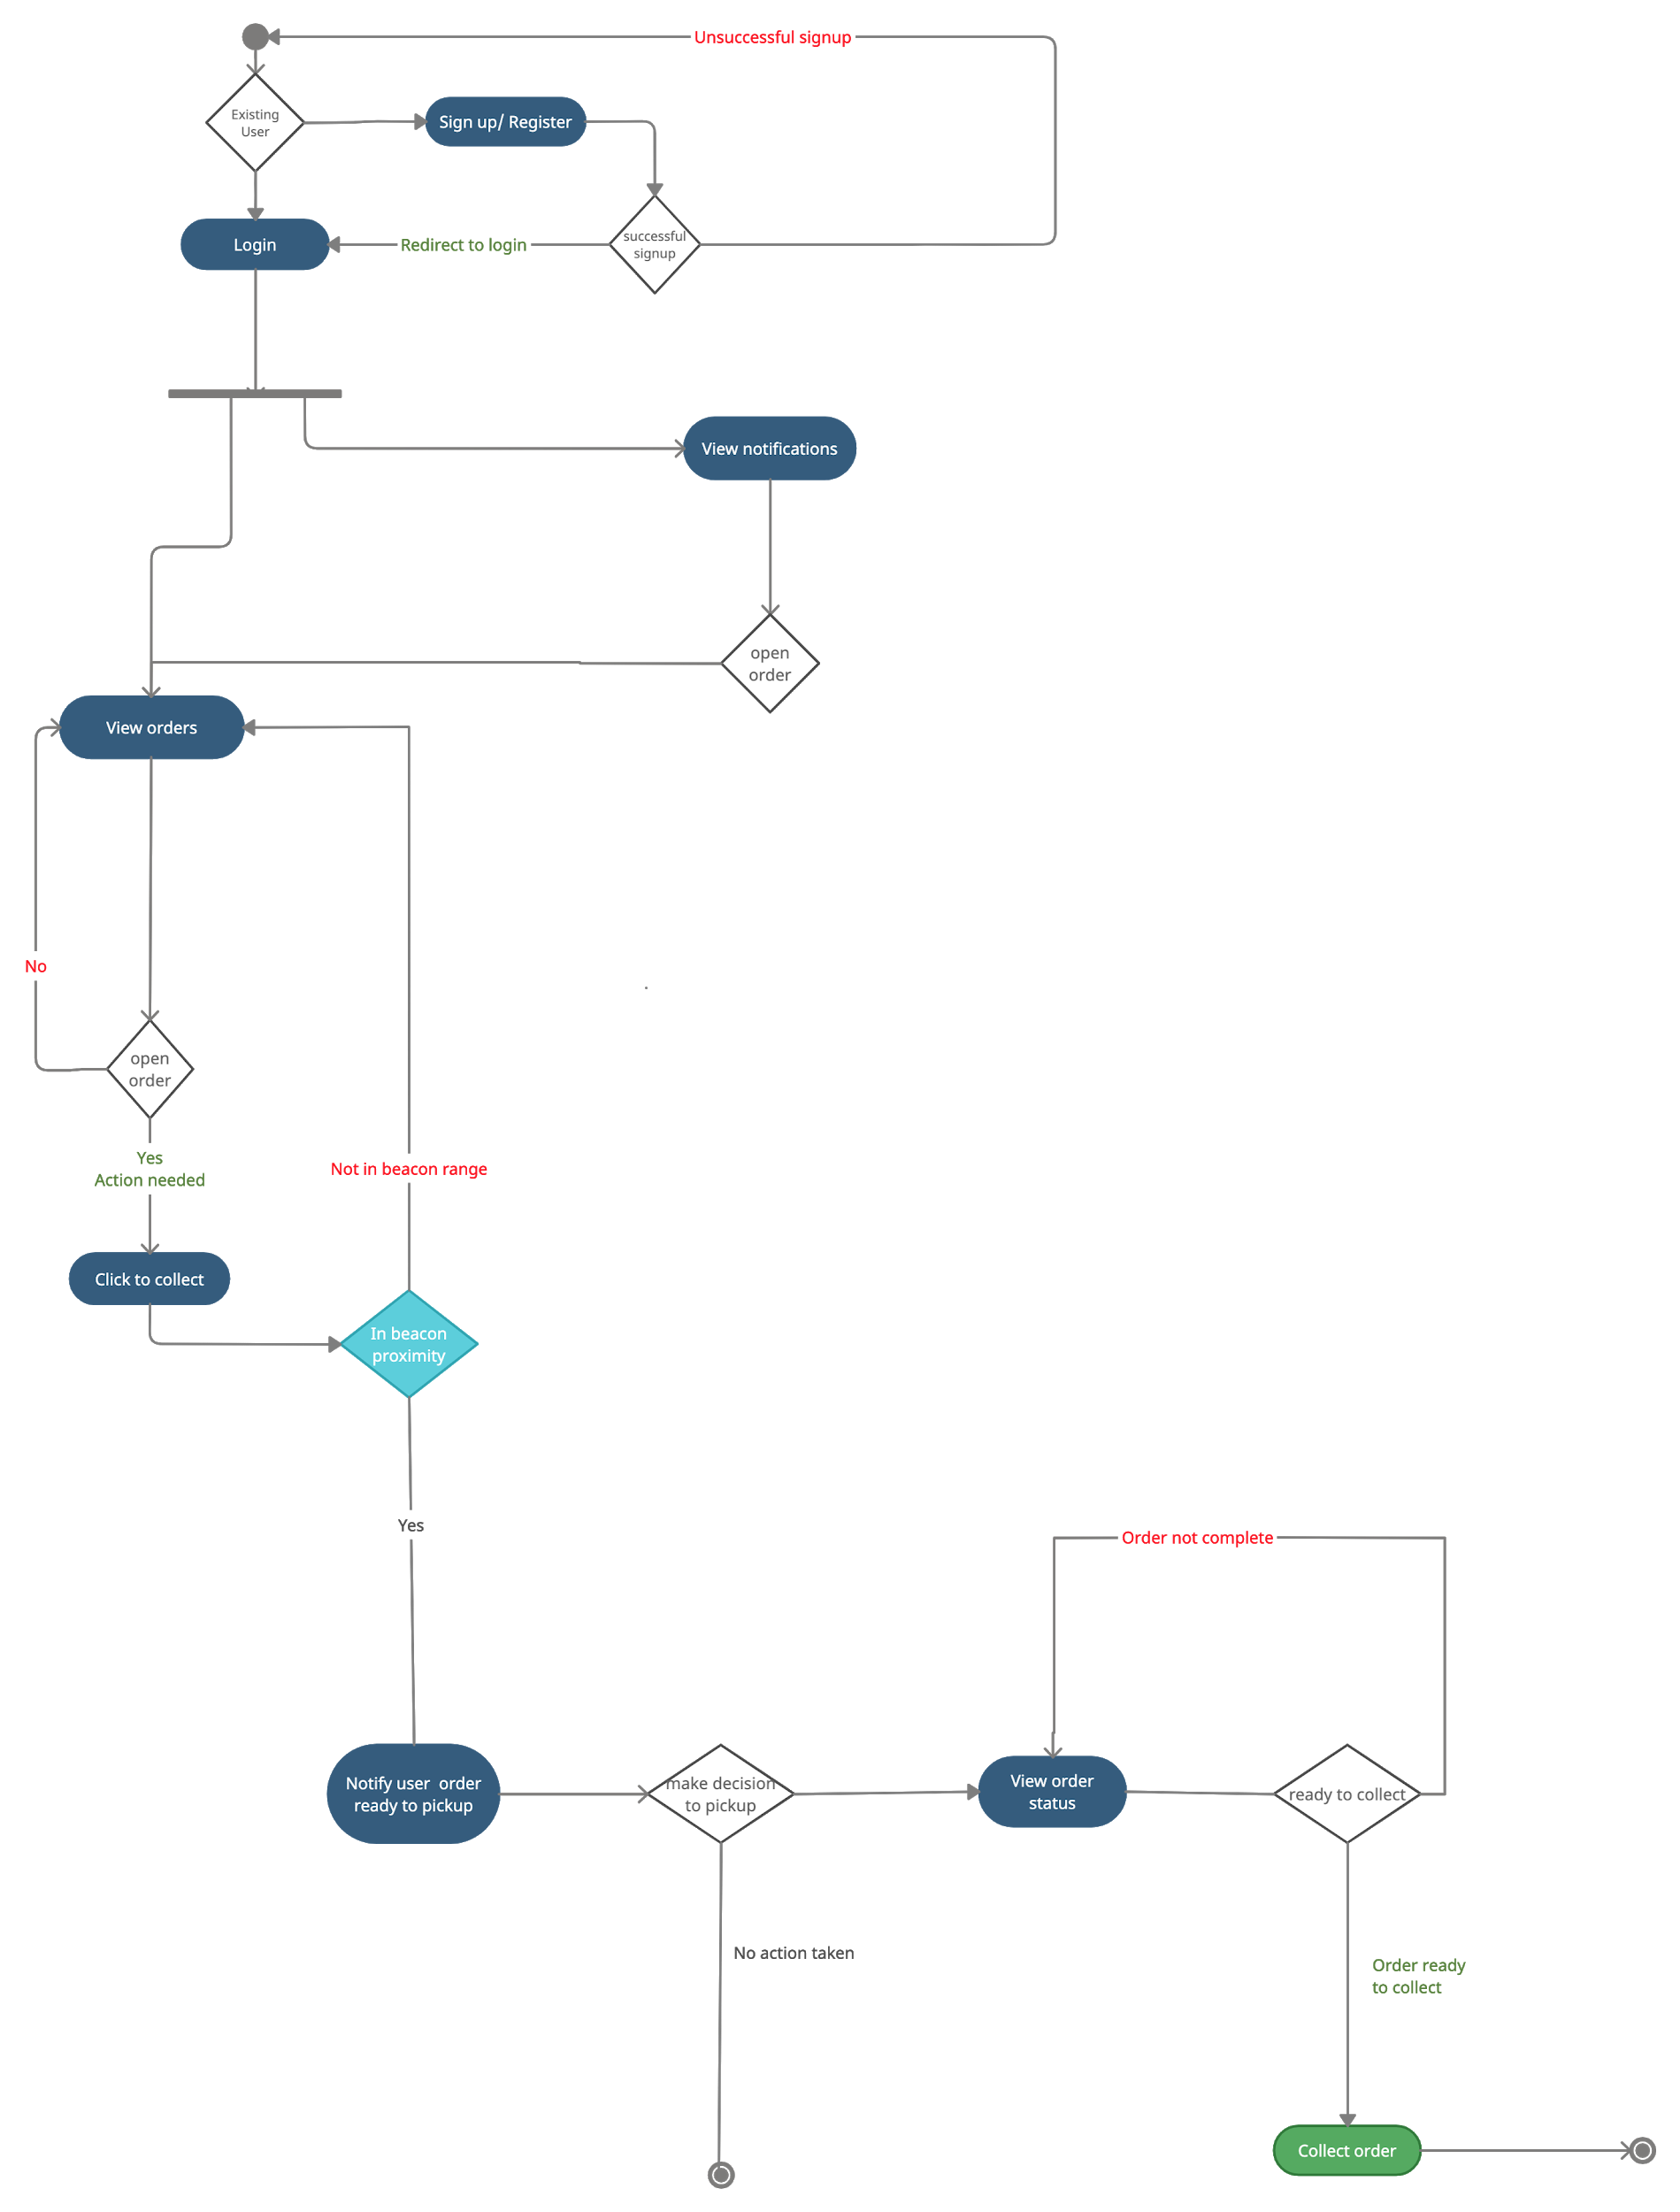 Unsuccessful signup
Existing
User
Sign up/ Register
Login
Redirect to login
successful
signup
View notifications
open
order
View orders
No
open
order
Yes
Action needed
Not in beacon range
Click to collect
In beacon
proximity
Yes
Order not complete
Notify user  order
ready to pickup
make decision
to pickup
View order
status
ready to collect
No action taken
Order ready
to collect
Collect order